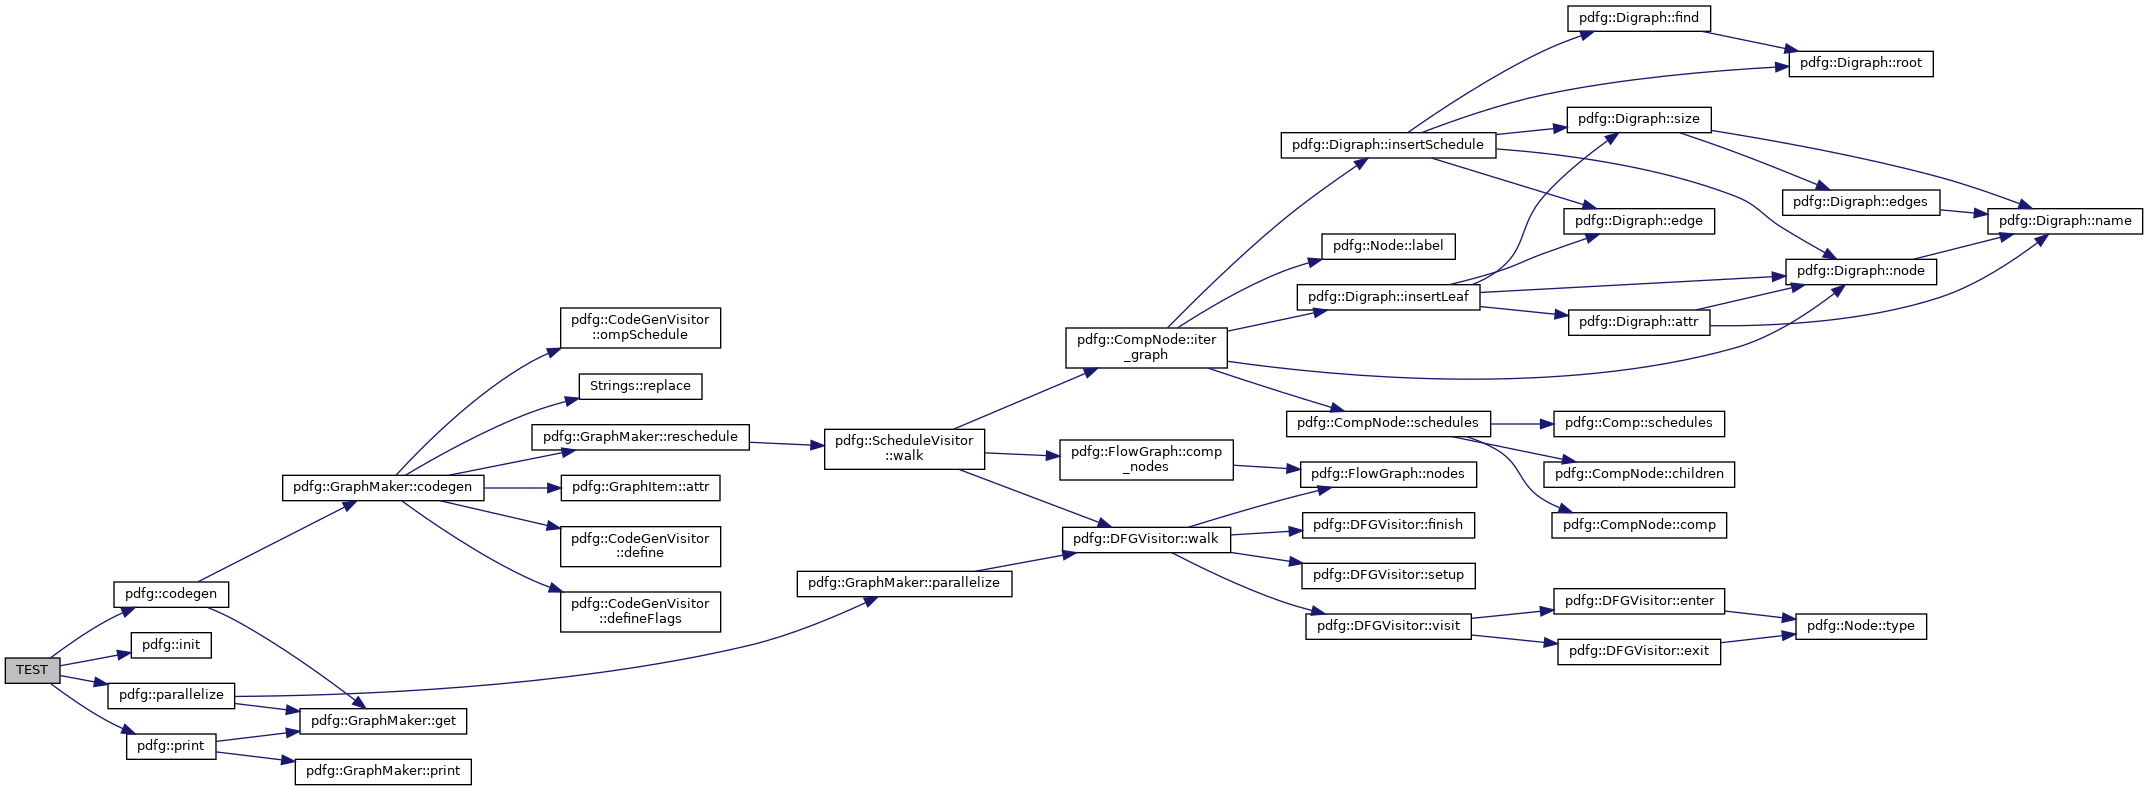 TEST
pdfg::codegen
pdfg::init
pdfg::parallelize
pdfg::print
pdfg::GraphMaker::codegen
pdfg::GraphMaker::get
pdfg::GraphMaker::print
pdfg::CodeGenVisitor
::ompSchedule
Strings::replace
pdfg::GraphMaker::reschedule
pdfg::GraphItem::attr
pdfg::CodeGenVisitor
::define
pdfg::CodeGenVisitor
::defineFlags
pdfg::ScheduleVisitor
::walk
pdfg::GraphMaker::parallelize
pdfg::CompNode::iter
_graph
pdfg::FlowGraph::comp
_nodes
pdfg::DFGVisitor::walk
pdfg::Digraph::insertSchedule
pdfg::Node::label
pdfg::Digraph::insertLeaf
pdfg::CompNode::schedules
pdfg::FlowGraph::nodes
pdfg::DFGVisitor::finish
pdfg::DFGVisitor::setup
pdfg::DFGVisitor::visit
pdfg::Digraph::find
pdfg::Digraph::size
pdfg::Digraph::edge
pdfg::Digraph::attr
pdfg::Comp::schedules
pdfg::CompNode::children
pdfg::CompNode::comp
pdfg::DFGVisitor::enter
pdfg::DFGVisitor::exit
pdfg::Digraph::root
pdfg::Digraph::edges
pdfg::Digraph::node
pdfg::Node::type
pdfg::Digraph::name